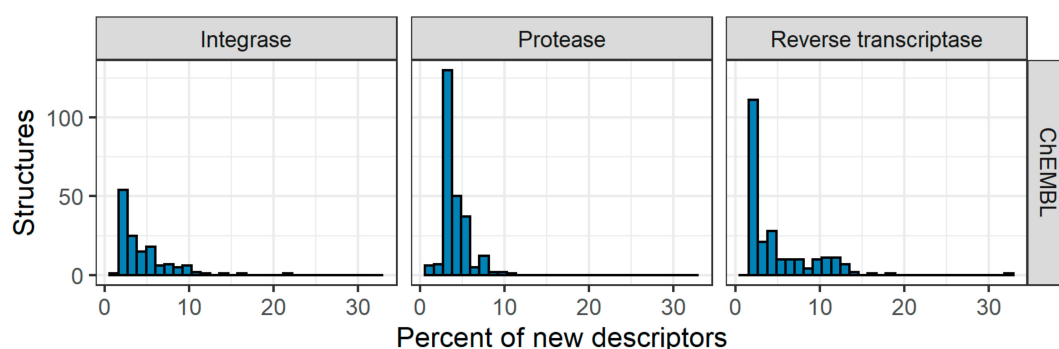 Integrase Protease Reverse transcriptase
Structures
100
50
0
ChEMBL
0 10 20 30 0 10 20 30 0 10 20 30
Percent of new descriptors